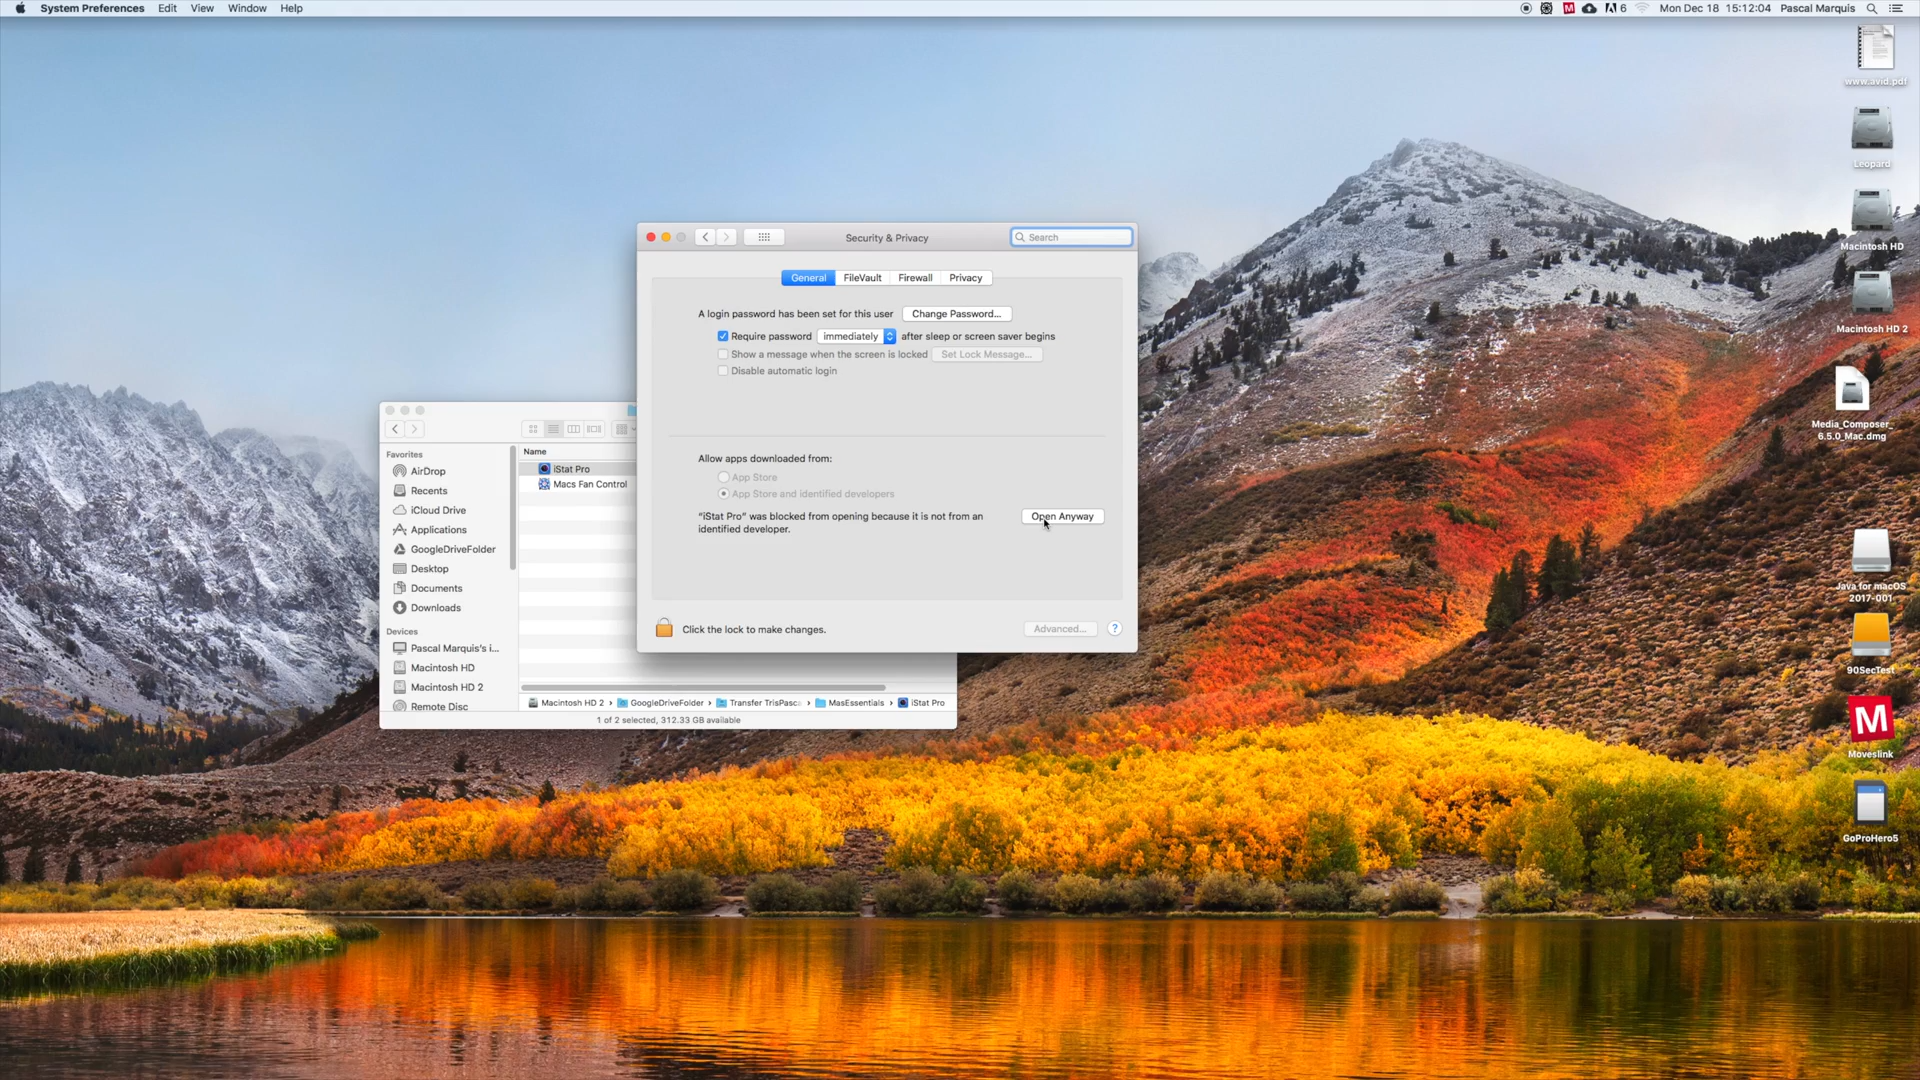 System Preferences Edit View Window Help
6 Mon Dec 18 15:12:04 Pascal Marquis
www.avid.pdf
Leopard
Macintosh HD
Macintosh HD 2
Media_Composer_
6.5.0_Mac.dmg
Java for macOS
2017-001
90SecTest
M
Moveslink
GoProHero5
Security & Privacy
Search
General FileVault Firewall Privacy
A login password has been set for this user Change Password...
Require password immediately after sleep or screen saver begins
Show a message when the screen is locked Set Lock Message...
Disable automatic login
Allow apps downloaded from:
App Store
App Store and identified developers
“iStat Pro” was blocked from opening because it is not from an
identified developer.
Open Anyway
Click the lock to make changes.
Advanced...
?
Favorites
AirDrop
Recents
iCloud Drive
Applications
GoogleDriveFolder
Desktop
Documents
Downloads
Devices
Pascal Marquis's i...
Macintosh HD
Macintosh HD 2
Remote Disc
Name
iStat Pro
Macs Fan Control
Macintosh HD 2 › GoogleDriveFolder › Transfer TrisPasca › MasEssentials › iStat Pro
1 of 2 selected, 312.33 GB available